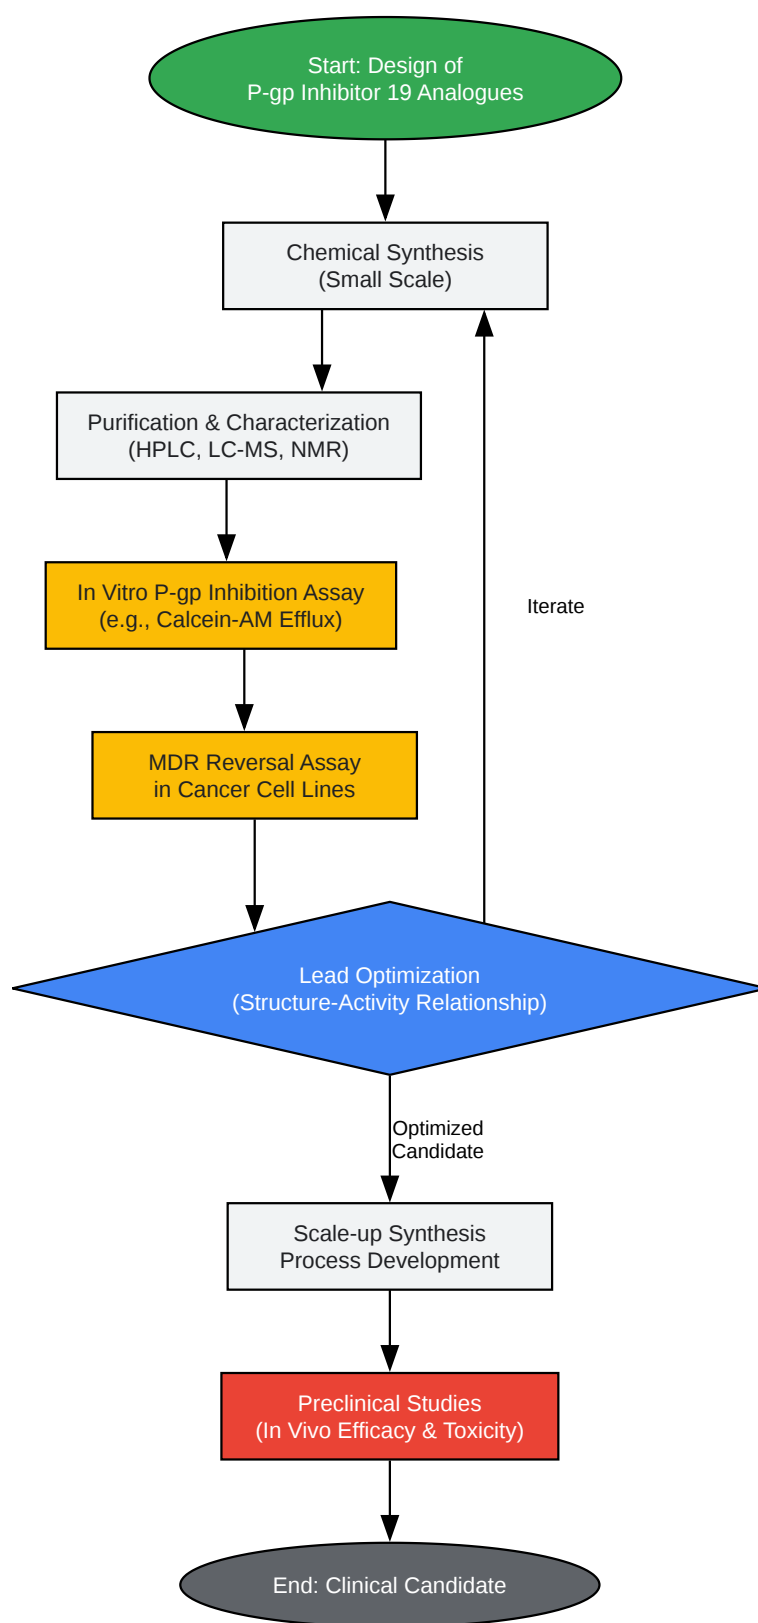 Start: Design of
P-gp Inhibitor 19 Analogues
Chemical Synthesis
(Small Scale)
Purification & Characterization
(HPLC, LC-MS, NMR)
In Vitro P-gp Inhibition Assay
(e.g., Calcein-AM Efflux)
Iterate
MDR Reversal Assay
in Cancer Cell Lines
Lead Optimization
(Structure-Activity Relationship)
Optimized
Candidate
Scale-up Synthesis
Process Development
Preclinical Studies
(In Vivo Efficacy & Toxicity)
End: Clinical Candidate